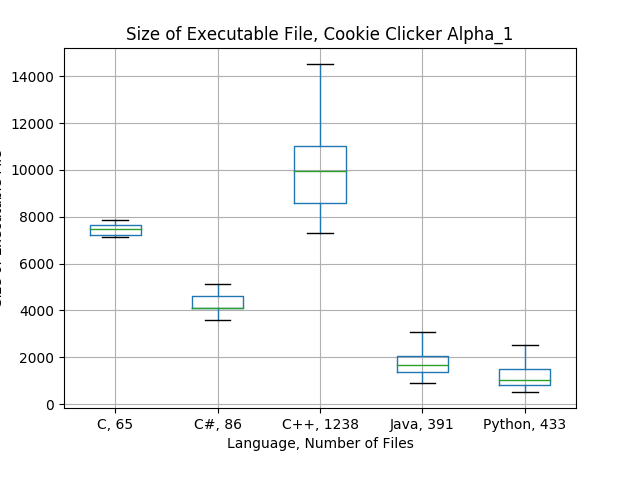 Size of Executable File, Cookie Clicker Alpha_1
14000
12000
10000
8000
6000
4000
2000
0
C, 65 C#, 86 C++, 1238 Java, 391 Python, 433
Language, Number of Files